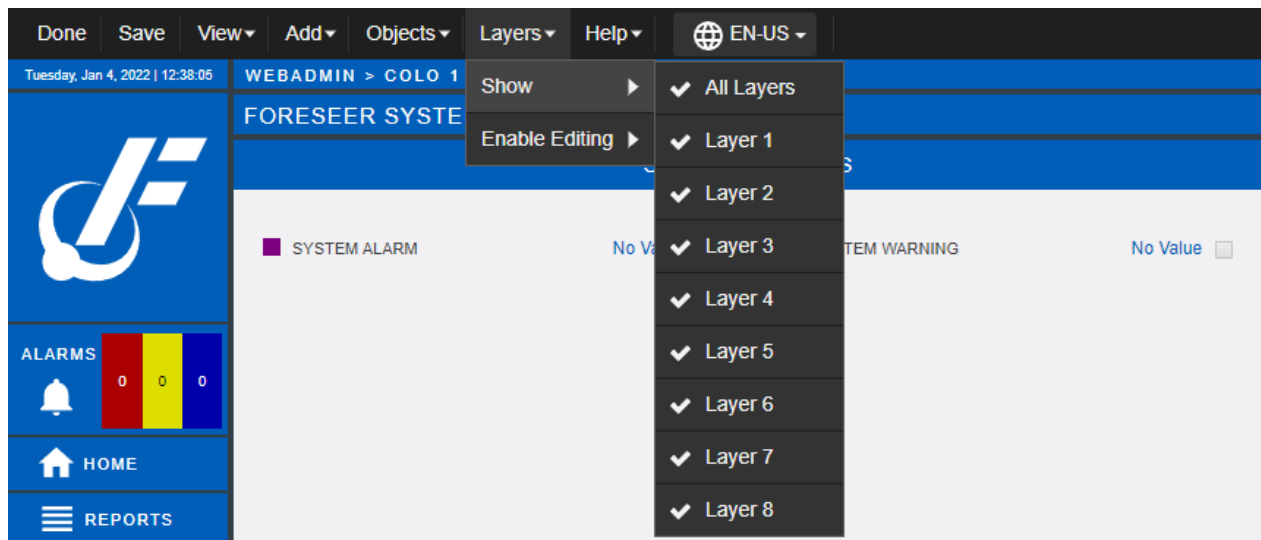 Done Save View Add Objects Layers Help EN-US
Tuesday, Jan 4, 2022 | 12:38:05
WEBADMIN > COLO 1
FORESEER SYSTE
Show
Enable Editing
All Layers
Layer 1
Layer 2
Layer 3
Layer 4
Layer 5
Layer 6
Layer 7
Layer 8
SYSTEM ALARM No Va
TEM WARNING No Value
ALARMS
0 0 0
HOME
REPORTS